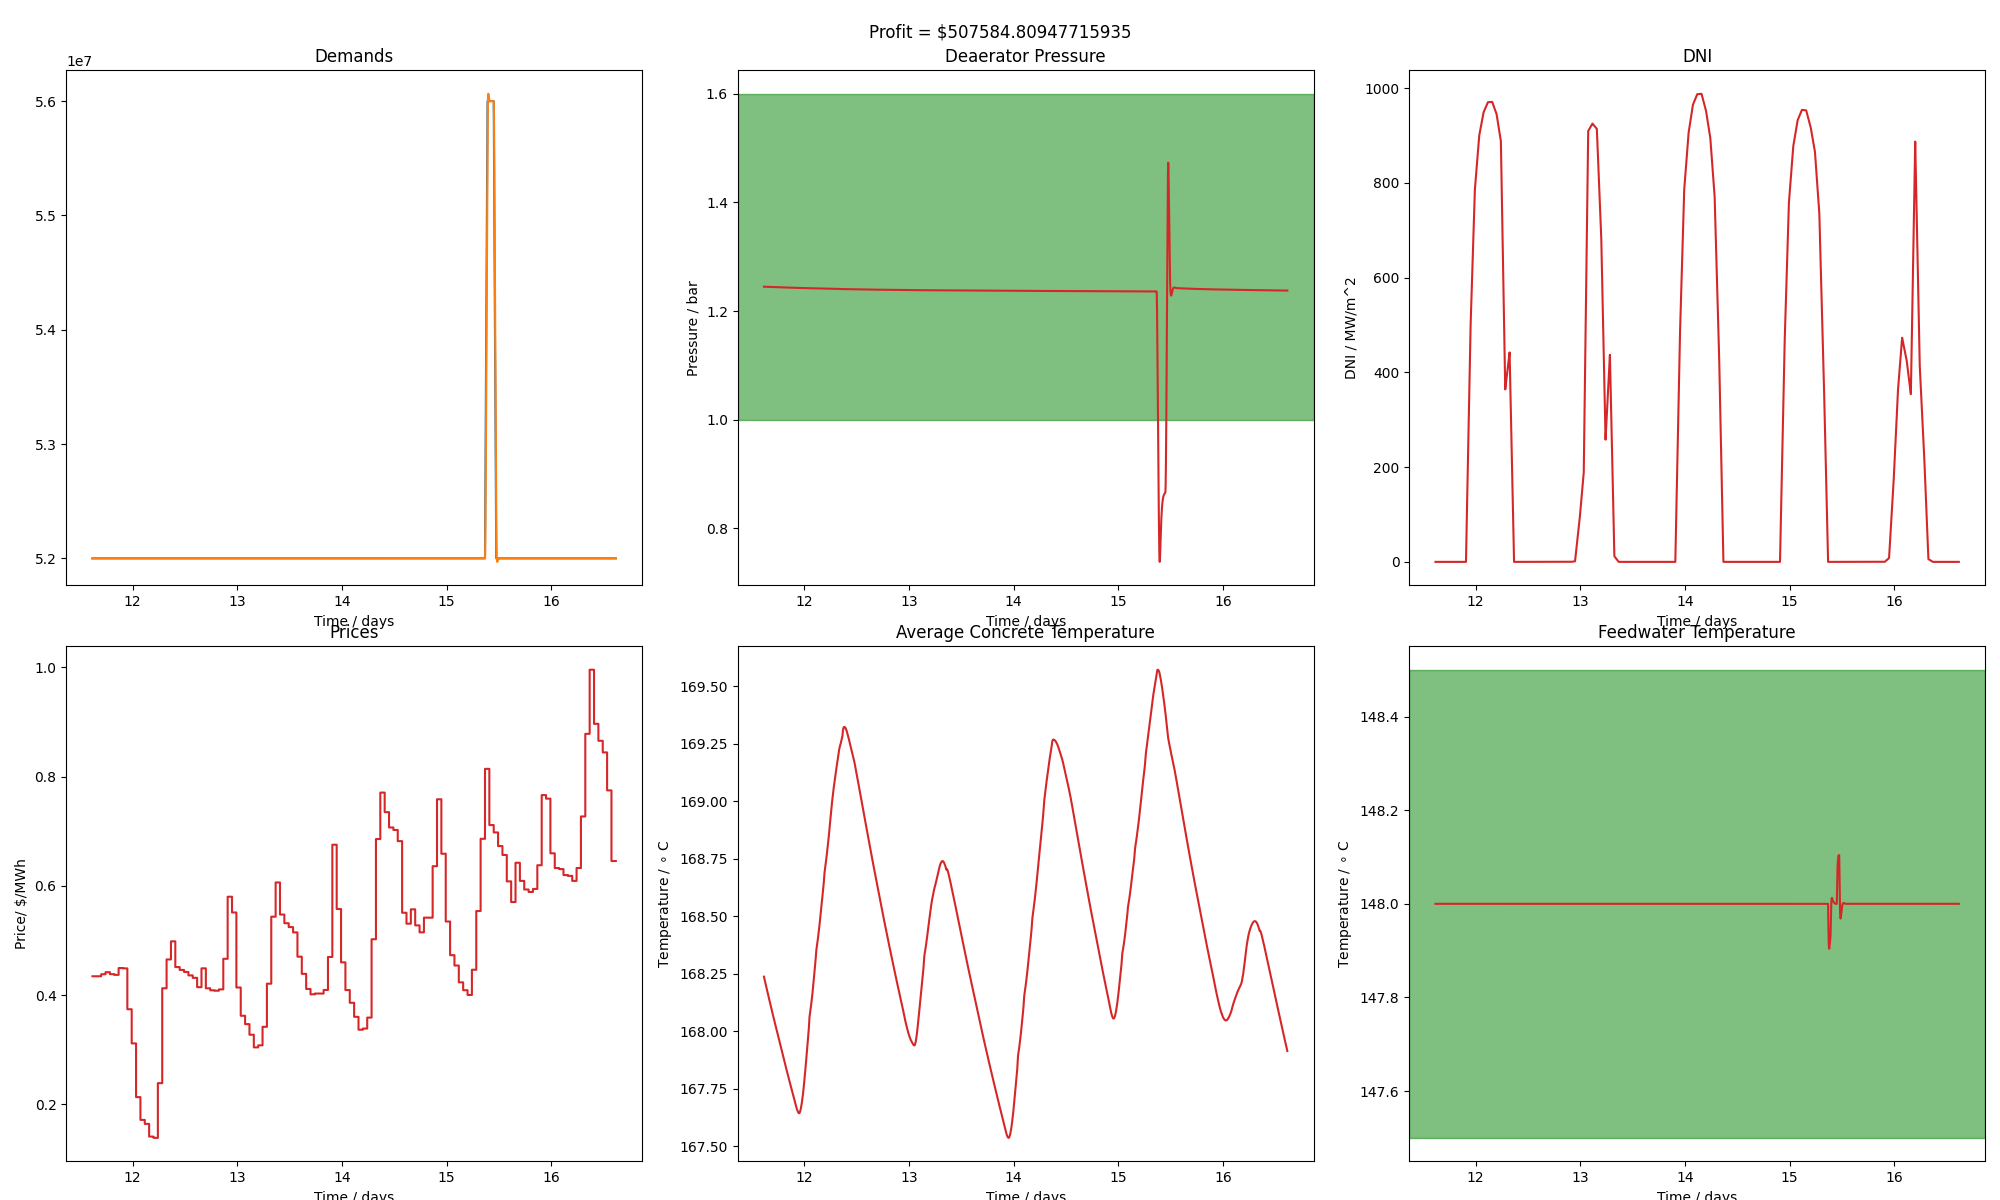 Profit = $507584.80947715935
Demands
1e7
5.6
5.5
5.4
5.3
5.2
12 13 14 15 16
Time / days
Deaerator Pressure
Pressure / bar
1.6
1.4
1.2
1.0
0.8
12 13 14 15 16
Time / days
DNI
DNI / MW/m^2
1000
800
600
400
200
0
12 13 14 15 16
Time / days
Prices
Price/ $/MWh
1.0
0.8
0.6
0.4
0.2
12 13 14 15 16
Time / days
Average Concrete Temperature
Temperature / ∘ C
169.50
169.25
169.00
168.75
168.50
168.25
168.00
167.75
167.50
12 13 14 15 16
Time / days
Feedwater Temperature
Temperature / ∘ C
148.4
148.2
148.0
147.8
147.6
12 13 14 15 16
Time / days